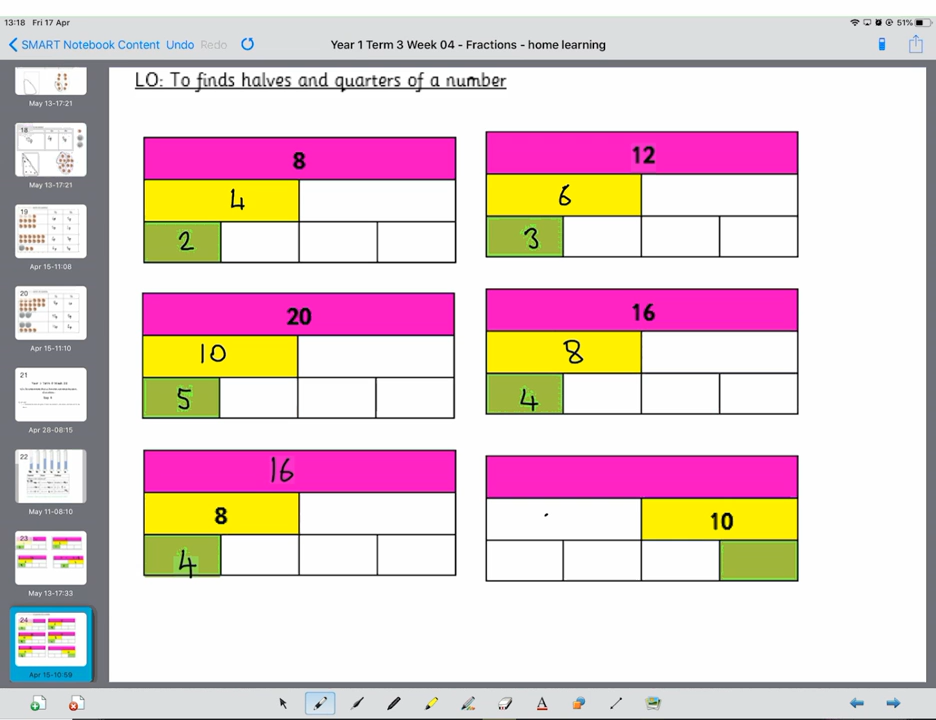 13:18 Fri 17 Apr
51%
SMART Notebook Content Undo Redo
Year 1 Term 3 Week 04 - Fractions - home learning
LO: To finds halves and quarters of a number
8
4
2
12
6
3
20
10
5
16
8
4
16
8
4
10
May 13-17:21
18
May 13-17:21
19
Apr 15-11:06
20
Apr 15-11:10
21
Apr 28-08:15
22
May 11-08:10
23
May 13-17:33
24
Apr 15-10:59